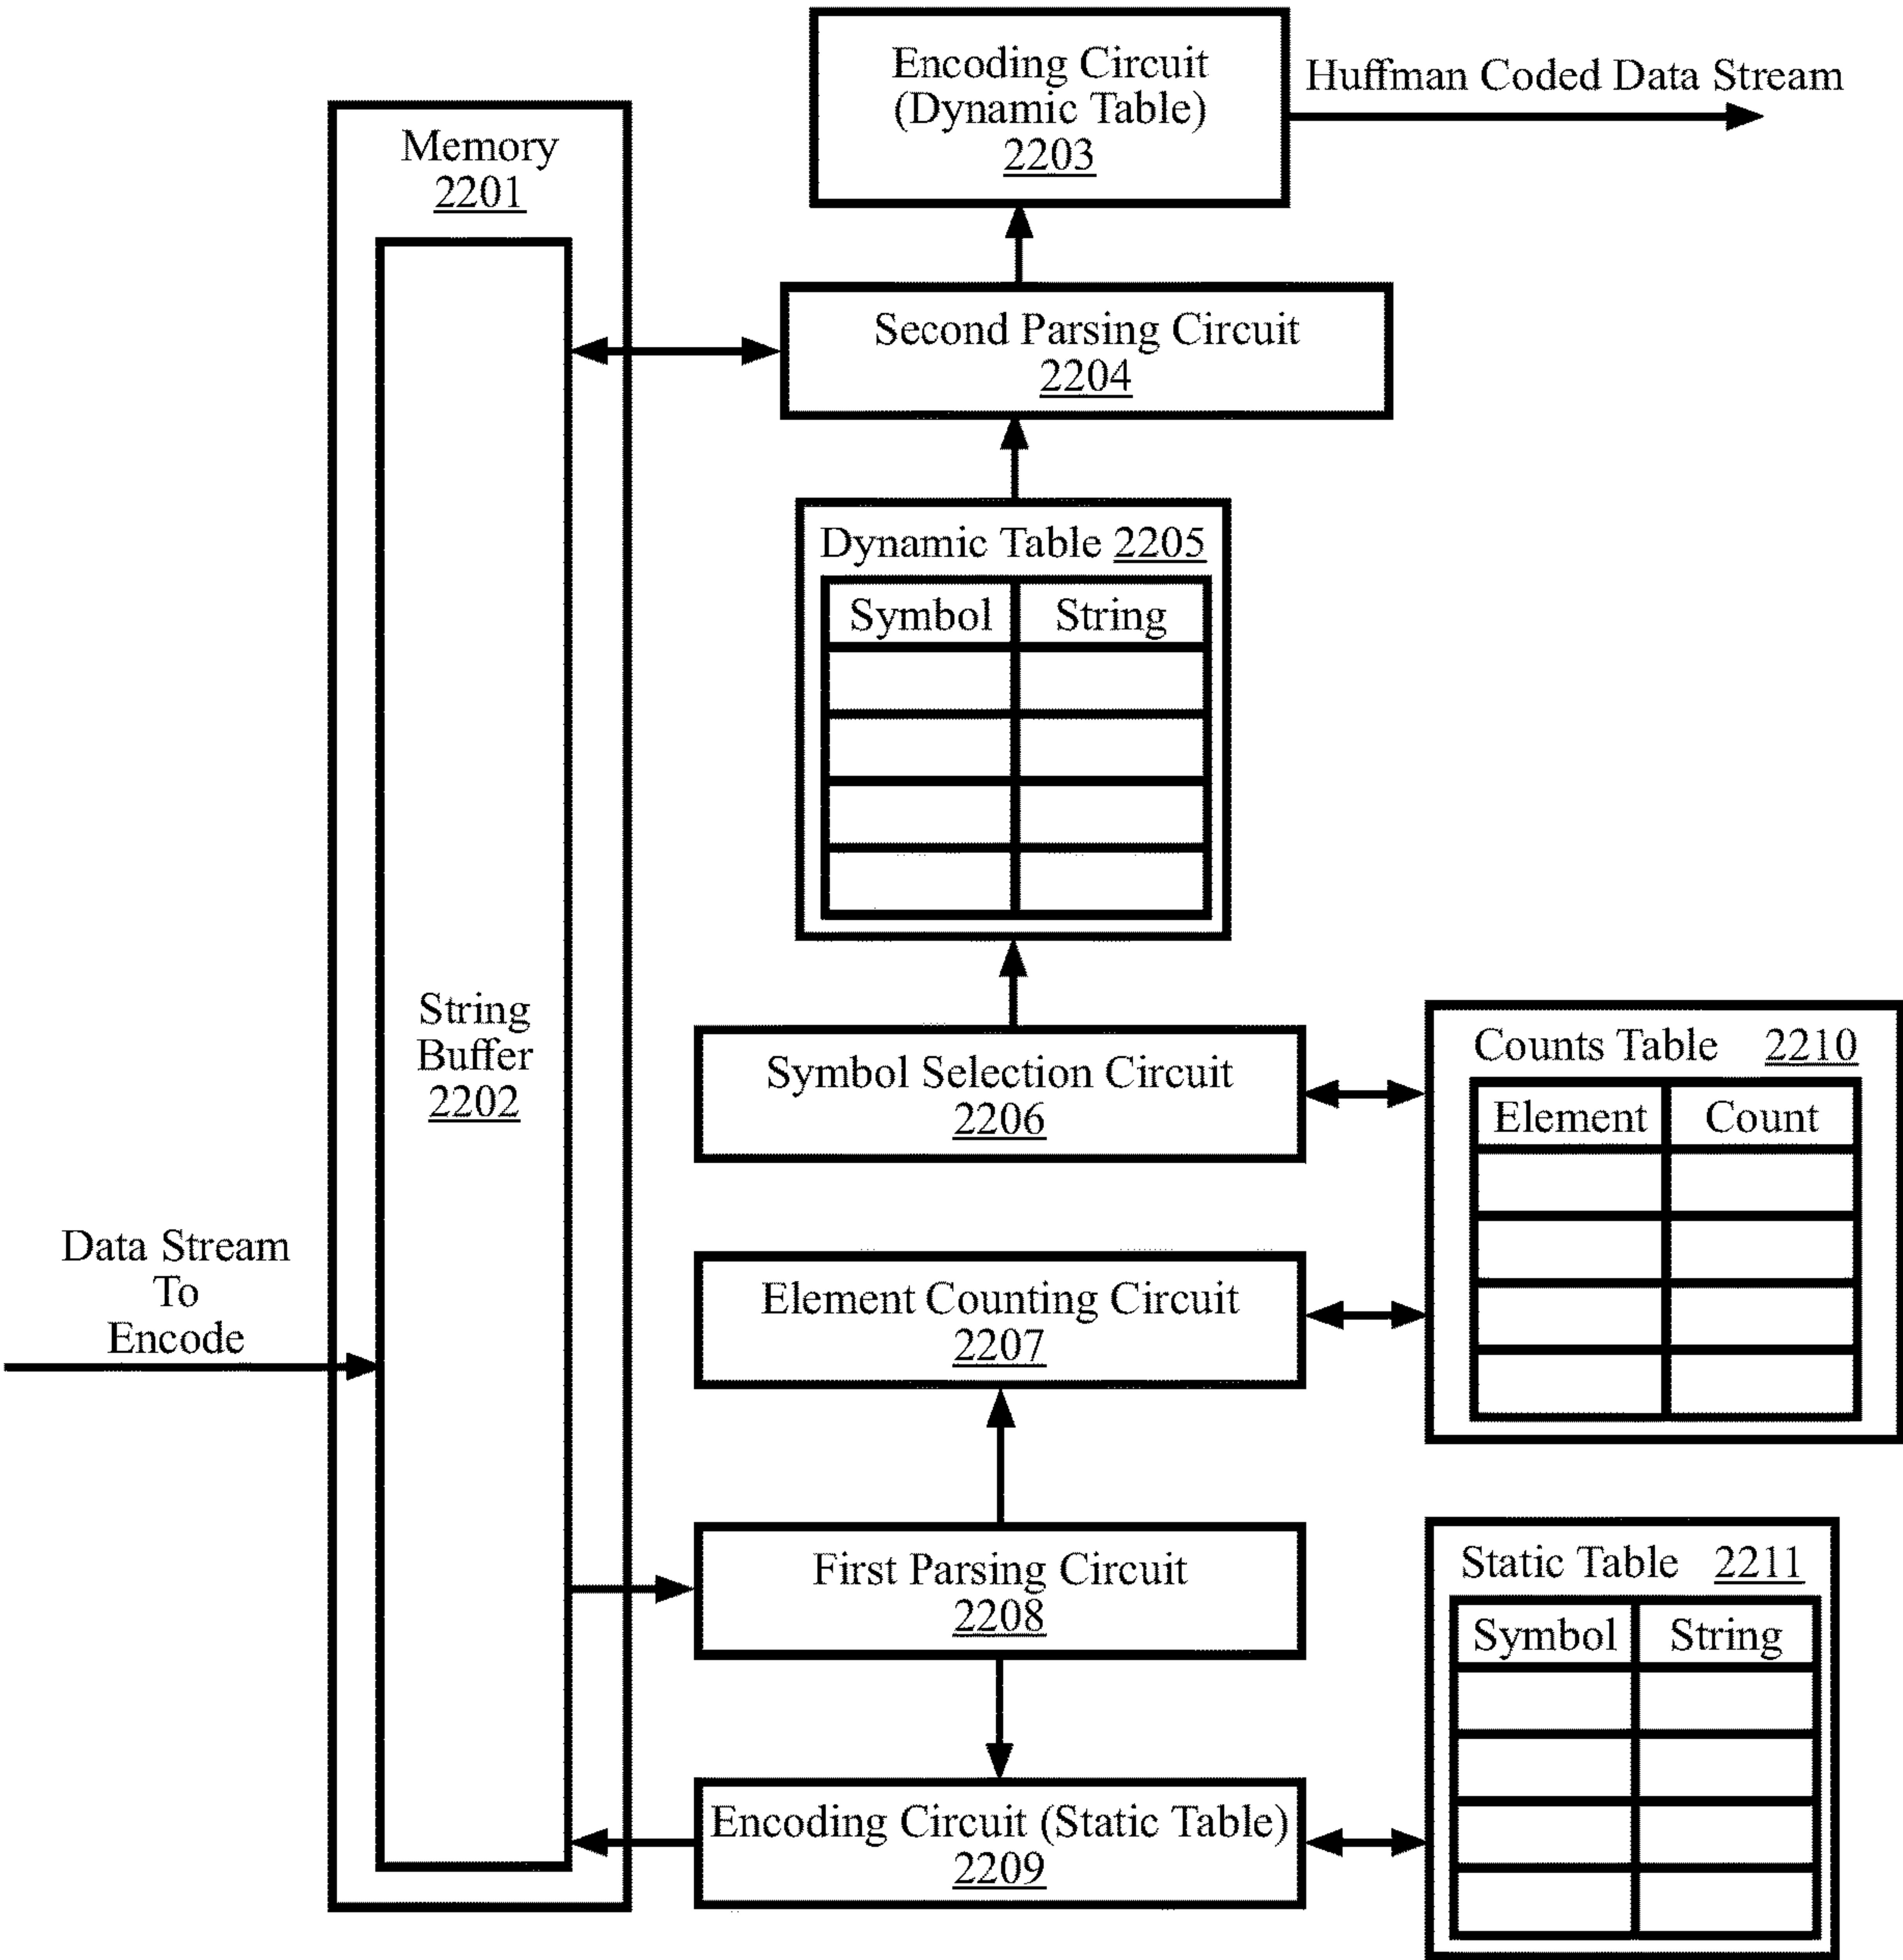 Encoding Circuit
(Dynamic Table)
2203
Huffman Coded Data Stream
Memory
2201
Second Parsing Circuit
2204
Dynamic Table 2205
Symbol String
String
Buffer
2202
Symbol Selection Circuit
2206
Counts Table 2210
Element Count
Data Stream
To
Encode
Element Counting Circuit
2207
First Parsing Circuit
2208
Static Table 2211
Symbol String
Encoding Circuit (Static Table)
2209